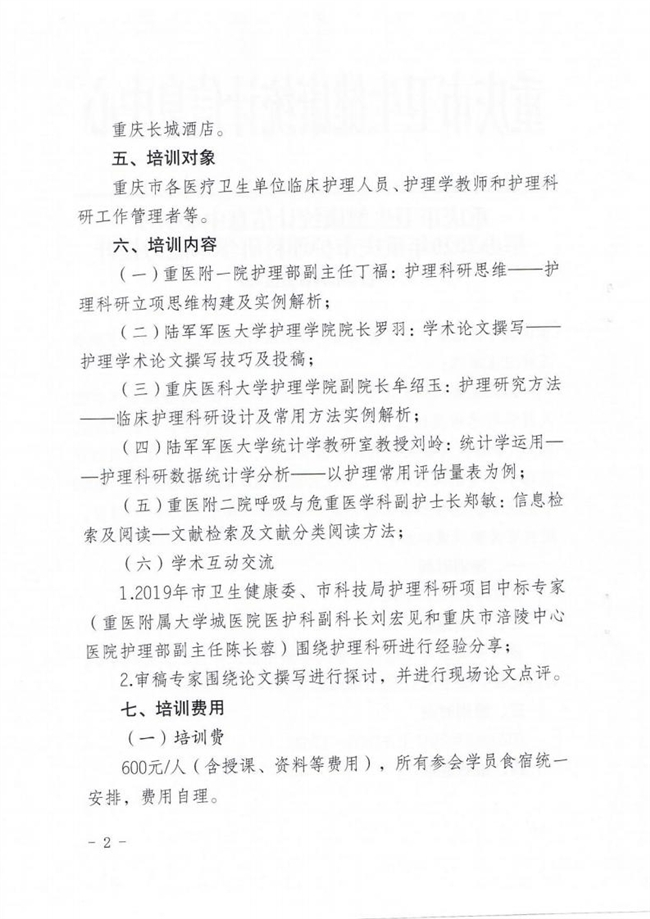 重庆长城酒店。
五、培训对象
重庆市各医疗卫生单位临床护理人员、护理学教师和护理科
研工作管理者等。
六、培训内容
（一）重医附一院护理部副主任丁福：护理科研思维——护
理科研立项思维构建及实例解析；
（二）陆军军医大学护理学院院长罗羽：学术论文撰写——
护理学术论文撰写技巧及投稿；
（三）重庆医科大学护理学院副院长牟绍玉：护理研究方法
——临床护理科研设计及常用方法实例解析；
（四）陆军军医大学统计学教研室教授刘岭：统计学运用—
—护理科研数据统计学分析——以护理常用评估量表为例；
（五）重医附二院呼吸与危重医学科副护士长郑敏：信息检
索及阅读—文献检索及文献分类阅读方法；
（六）学术互动交流
1.2019年市卫生健康委、市科技局护理科研项目中标专家
（重医附属大学城医院医护科副科长刘宏见和重庆市涪陵中心
医院护理部副主任陈长蓉）围绕护理科研进行经验分享；
2.审稿专家围绕论文撰写进行探讨，并进行现场论文点评。
七、培训费用
（一）培训费
600元/人（含授课、资料等费用），所有参会学员食宿统一
安排，费用自理。
- 2 -